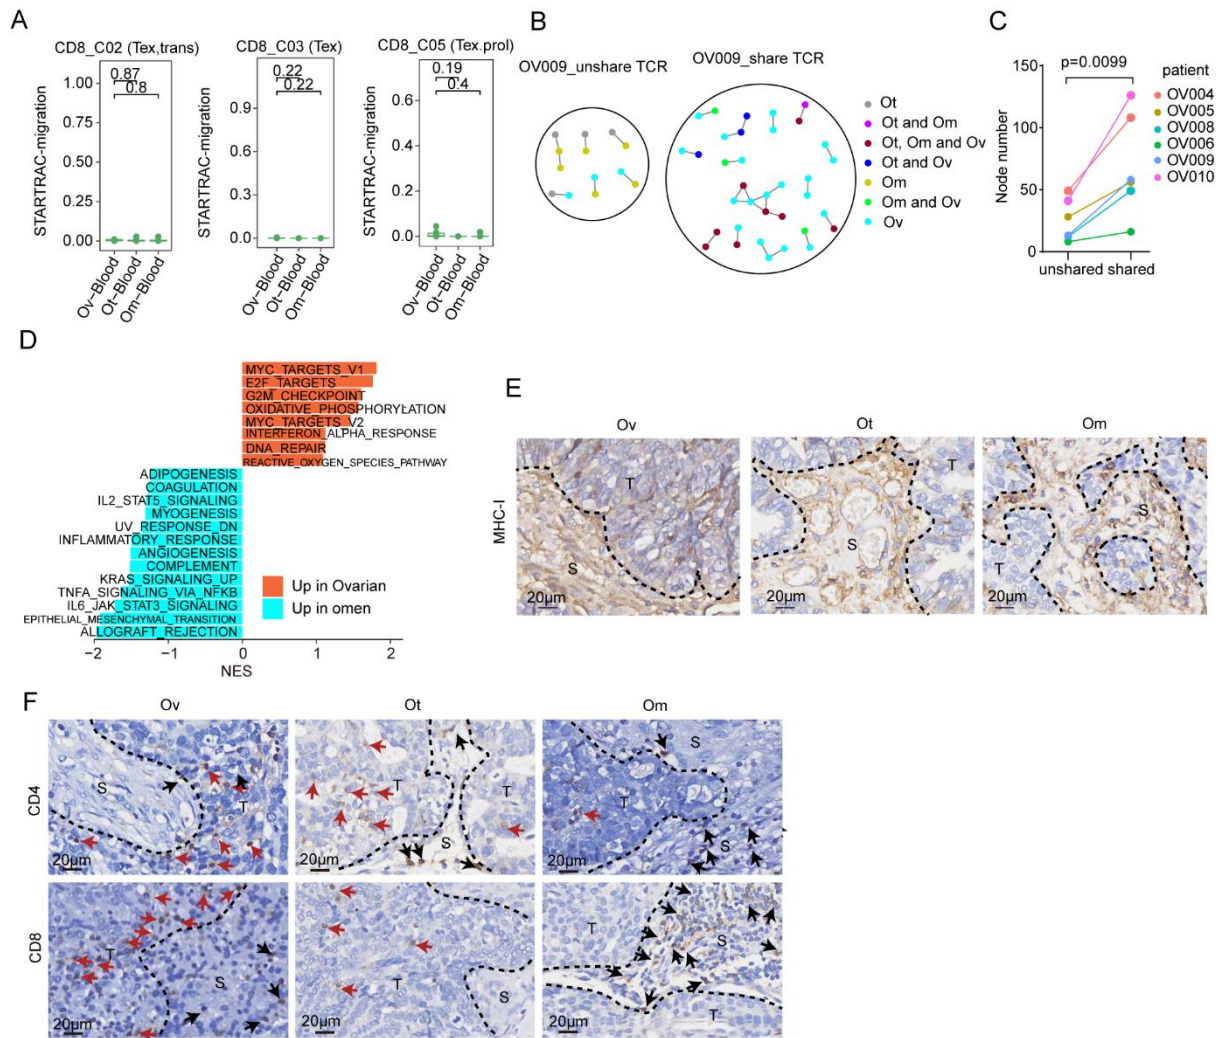 A
CD8_C02 (Tex,trans)
CD8_C03 (Tex)
CD8_C05 (Tex.prol)
STARTRAC-migration
1.00
0.75
0.50
0.25
0.00
0.87
0.8
Ov-Blood
Ot-Blood
Om-Blood
STARTRAC-migration
0.9
0.6
0.3
0.0
0.22
0.22
Ov-Blood
Ot-Blood
Om-Blood
STARTRAC-migration
0.6
0.4
0.2
0.0
0.19
0.4
Ov-Blood
Ot-Blood
Om-Blood
B
OV009_unshare TCR
OV009_share TCR
Ot
Ot and Om
Ot, Om and Ov
Ot and Ov
Om
Om and Ov
Ov
C
p=0.0099
Node number
150
100
50
0
unshared shared
patient
OV004
OV005
OV008
OV006
OV009
OV010
D
MYC_TARGETS_V1
E2F_TARGETS
G2M_CHECKPOINT
OXIDATIVE_PHOSPHORYLATION
MYC_TARGETS_V2
INTERFERON_ALPHA_RESPONSE
DNA_REPAIR
REACTIVE_OXYGEN_SPECIES_PATHWAY
ADIPOGENESIS
COAGULATION
IL2_STAT5_SIGNALING
MYOGENESIS
UV_RESPONSE_DN
INFLAMMATORY_RESPONSE
ANGIOGENESIS
COMPLEMENT
KRAS_SIGNALING_UP
TNFA_SIGNALING_VIA_NFKB
IL6_JAK_STAT3_SIGNALING
EPITHELIAL_MESENCHYMAL_TRANSITION
ALLOGRAFT_REJECTION
Up in Ovarian
Up in omen
−2 −1 0 1 2
NES
E
Ov Ot Om
MHC-I
T
S
20μm
S
T
20μm
S
T
20μm
F
Ov Ot Om
CD4
S
T
20μm
T
T
S
20μm
S
T
S
20μm
CD8
T
S
20μm
T
S
20μm
T
S
T
20μm